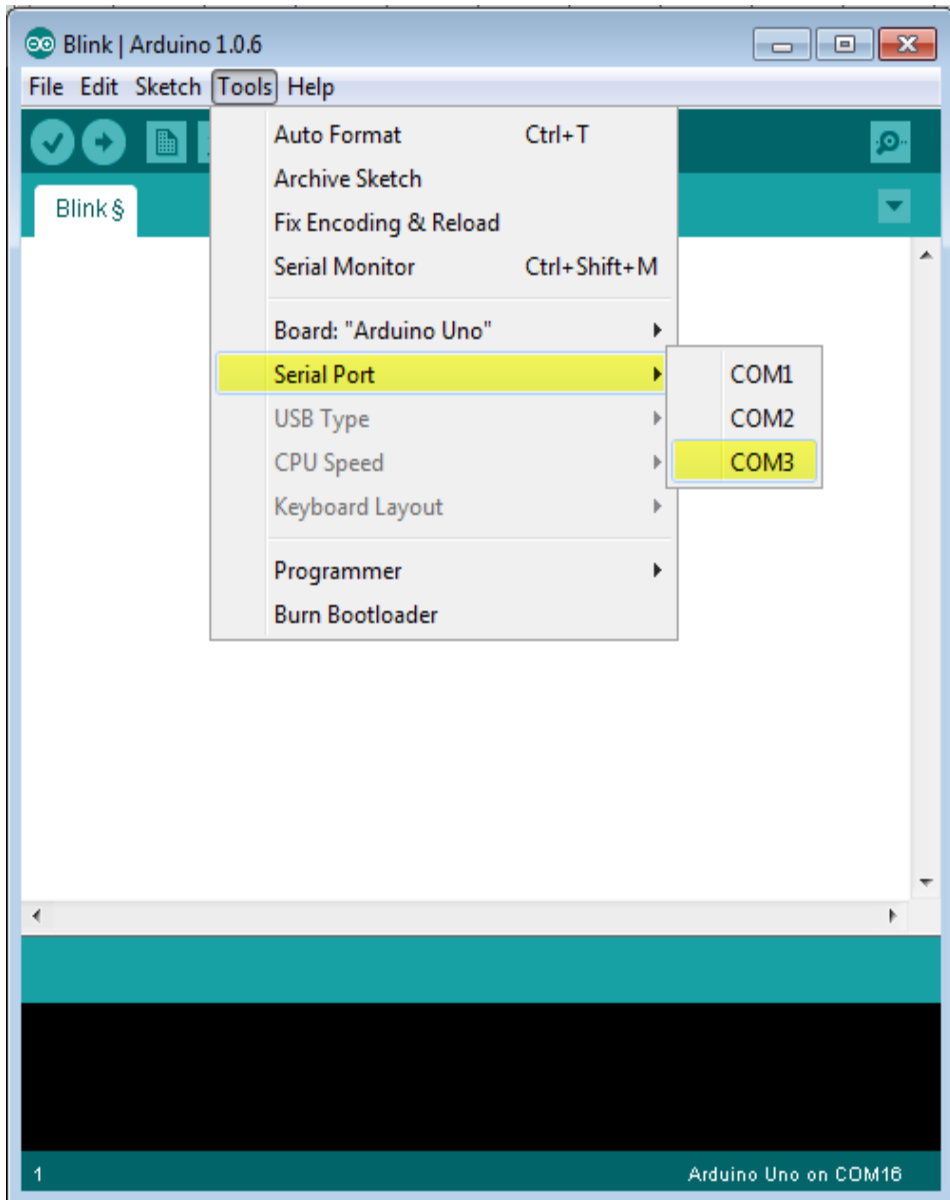 Blink | Arduino 1.0.6
File Edit Sketch Tools Help
Blink §
Auto Format Ctrl+T
Archive Sketch
Fix Encoding & Reload
Serial Monitor Ctrl+Shift+M
Board: "Arduino Uno"
Serial Port
USB Type
CPU Speed
Keyboard Layout
Programmer
Burn Bootloader
COM1
COM2
COM3
1 Arduino Uno on COM16